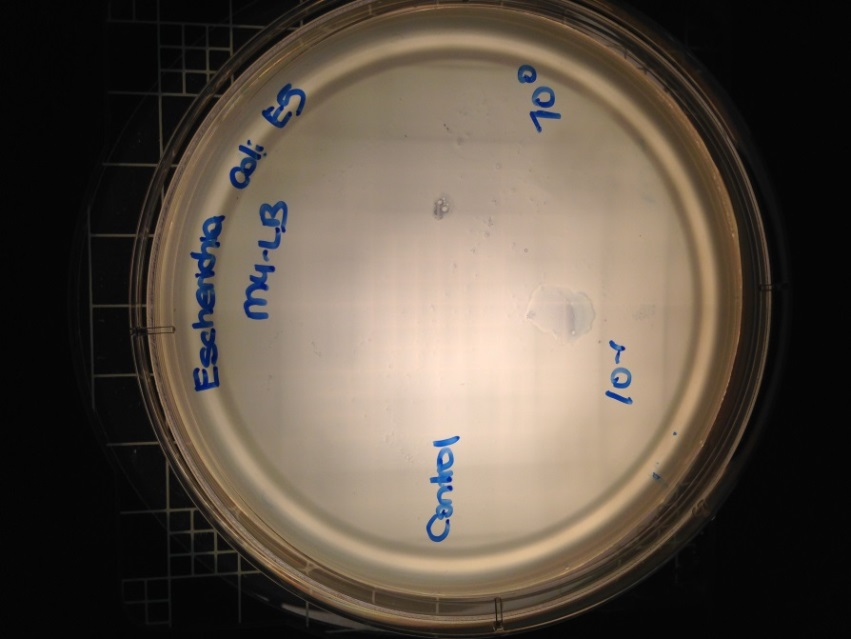 Escherichia Coli E5
M4-LB
10⁰
10⁻¹
Control